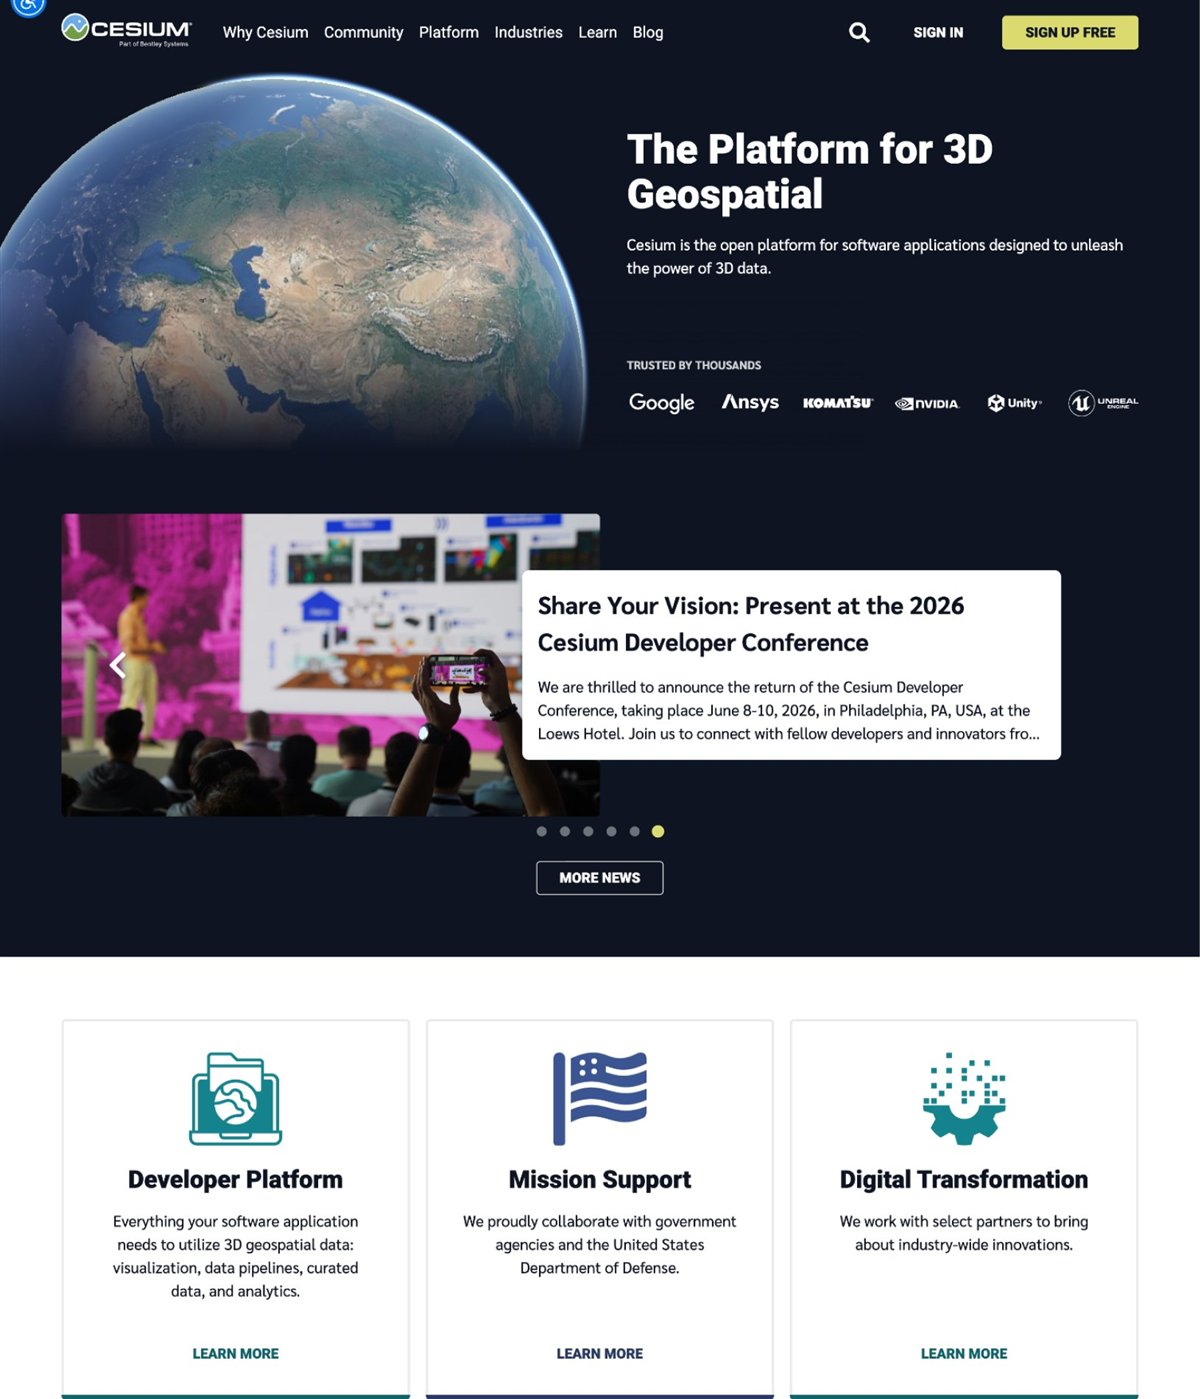 CESIUM
Part of Bentley Systems
Why Cesium Community Platform Industries Learn Blog
SIGN IN
SIGN UP FREE
The Platform for 3D
Geospatial
Cesium is the open platform for software applications designed to unleash
the power of 3D data.
TRUSTED BY THOUSANDS
Google Ansys KOMATSU NVIDIA Unity UNREAL ENGINE
Share Your Vision: Present at the 2026
Cesium Developer Conference
We are thrilled to announce the return of the Cesium Developer
Conference, taking place June 8-10, 2026, in Philadelphia, PA, USA, at the
Loews Hotel. Join us to connect with fellow developers and innovators fro...
MORE NEWS
Developer Platform
Everything your software application
needs to utilize 3D geospatial data:
visualization, data pipelines, curated
data, and analytics.
LEARN MORE
Mission Support
We proudly collaborate with government
agencies and the United States
Department of Defense.
LEARN MORE
Digital Transformation
We work with select partners to bring
about industry-wide innovations.
LEARN MORE